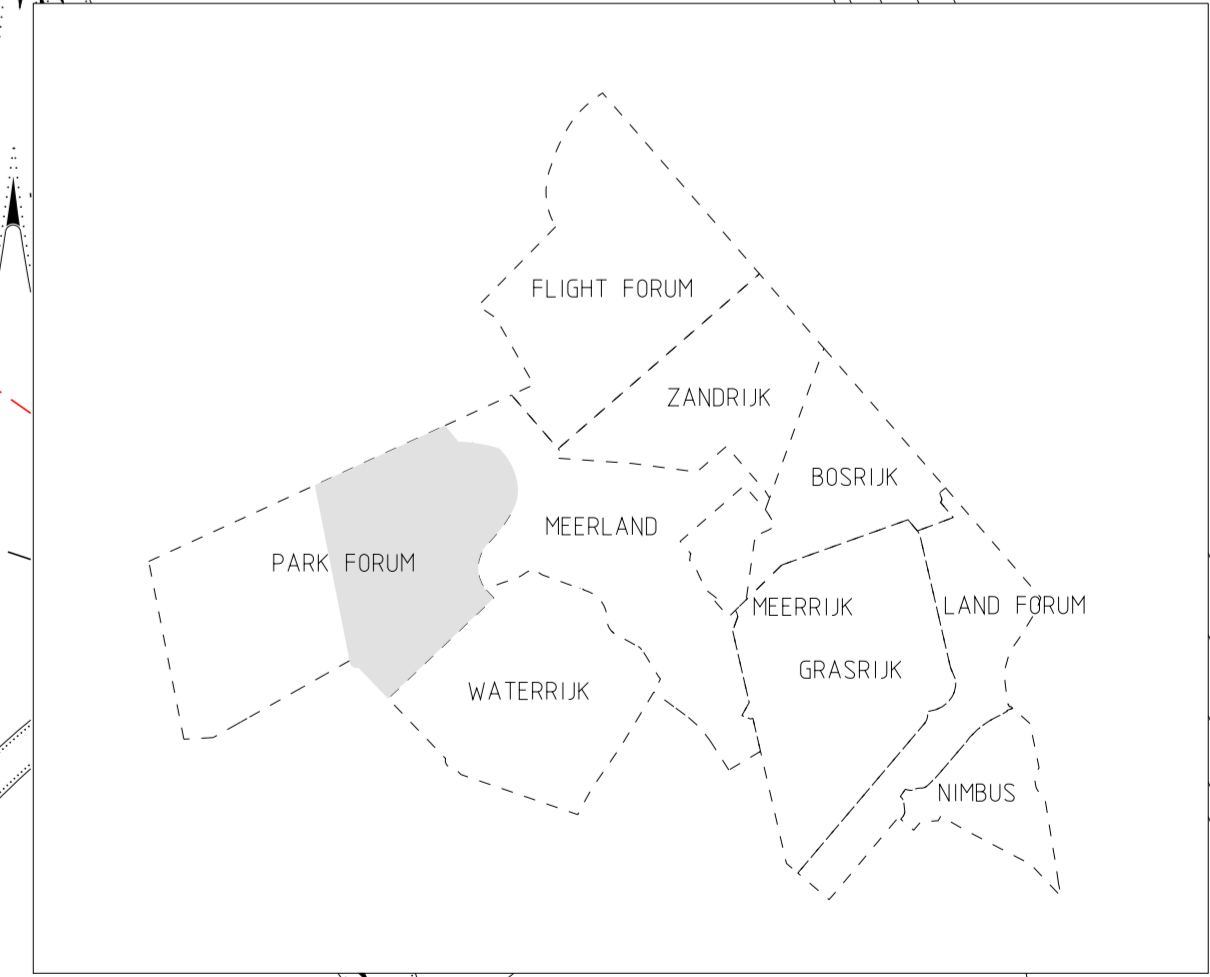 FLIGHT FORUM
ZANDRIJK
BOSRIJK
MEERLAND
PARK FORUM
MEERRIJK
LAND FORUM
GRASRIJK
WATERRIJK
NIMBUS